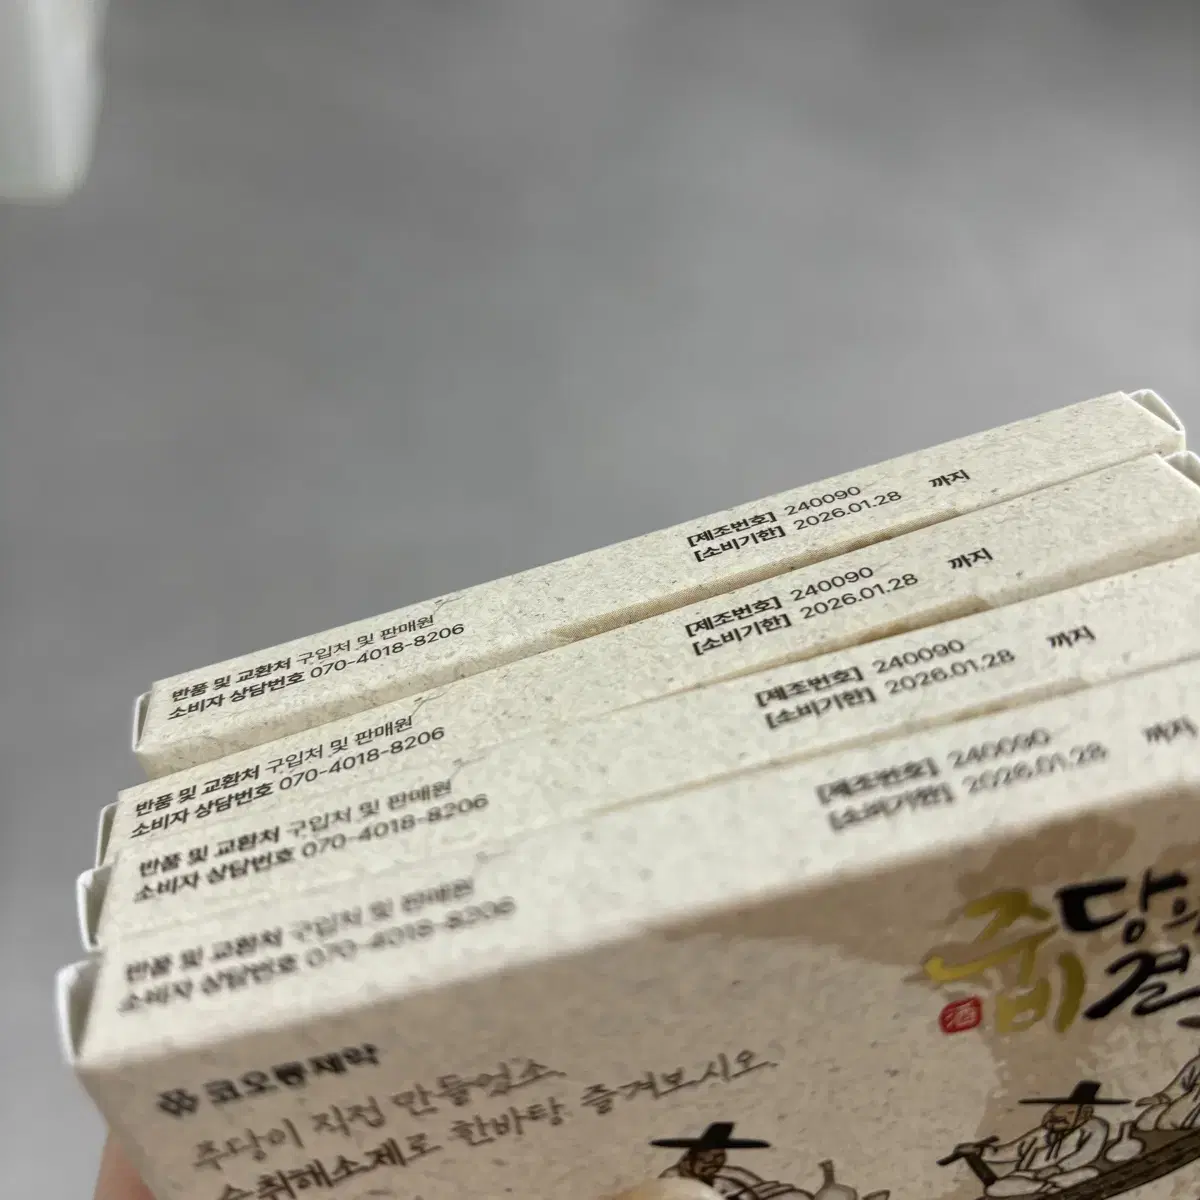 [제조번호] 240090
[소비기한] 2026.01.28 까지
반품 및 교환처 구입처 및 판매원
소비자 상담번호 070-4018-8206
[제조번호] 240090
[소비기한] 2026.01.28 까지
반품 및 교환처 구입처 및 판매원
소비자 상담번호 070-4018-8206
[제조번호] 240090
[소비기한] 2026.01.28 까지
반품 및 교환처 구입처 및 판매원
소비자 상담번호 070-4018-8206
[제조번호] 240090
[소비기한] 2026.01.28 까지
반품 및 교환처 구입처 및 판매원
소비자 상담번호 070-4018-8206
주당의
비결
酒
코오롱제약
주당이 직접 만들었소.
숙취해소제로 한바탕 즐겨보시오.